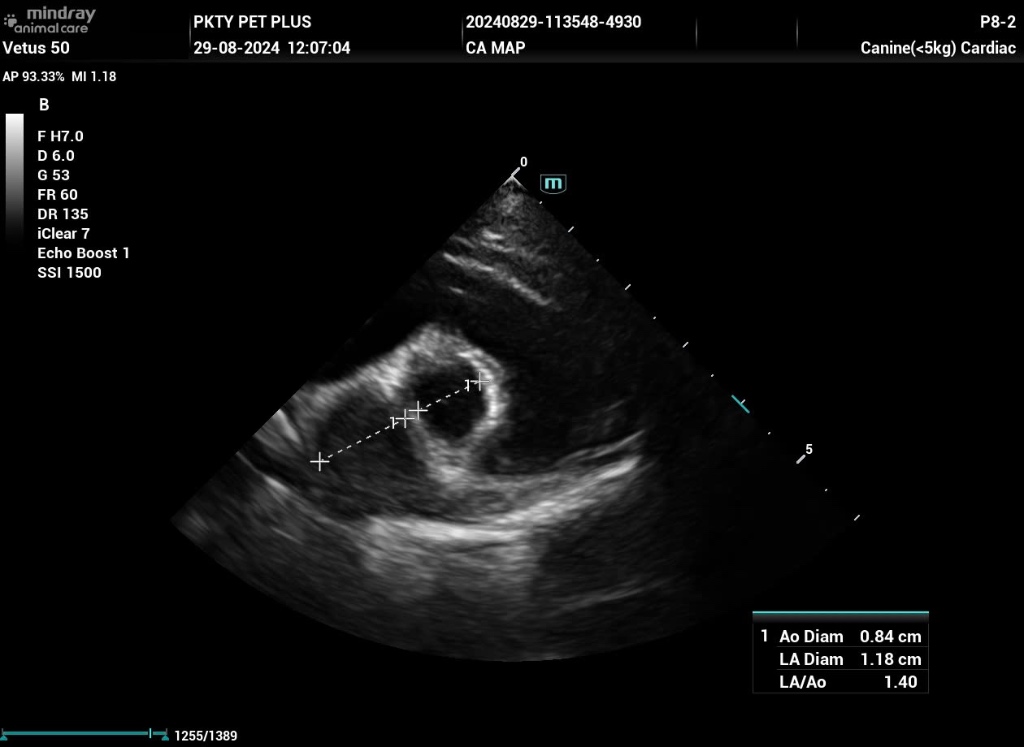 mindray
animal care
Vetus 50
PKTY PET PLUS
29-08-2024 12:07:04
20240829-113548-4930
CA MAP
P8-2
Canine(<5kg) Cardiac
AP 93.33% MI 1.18
B
F H7.0
D 6.0
G 53
FR 60
DR 135
iClear 7
Echo Boost 1
SSI 1500
0
m
1
1
5
1 Ao Diam 0.84 cm
LA Diam 1.18 cm
LA/Ao 1.40
1255/1389